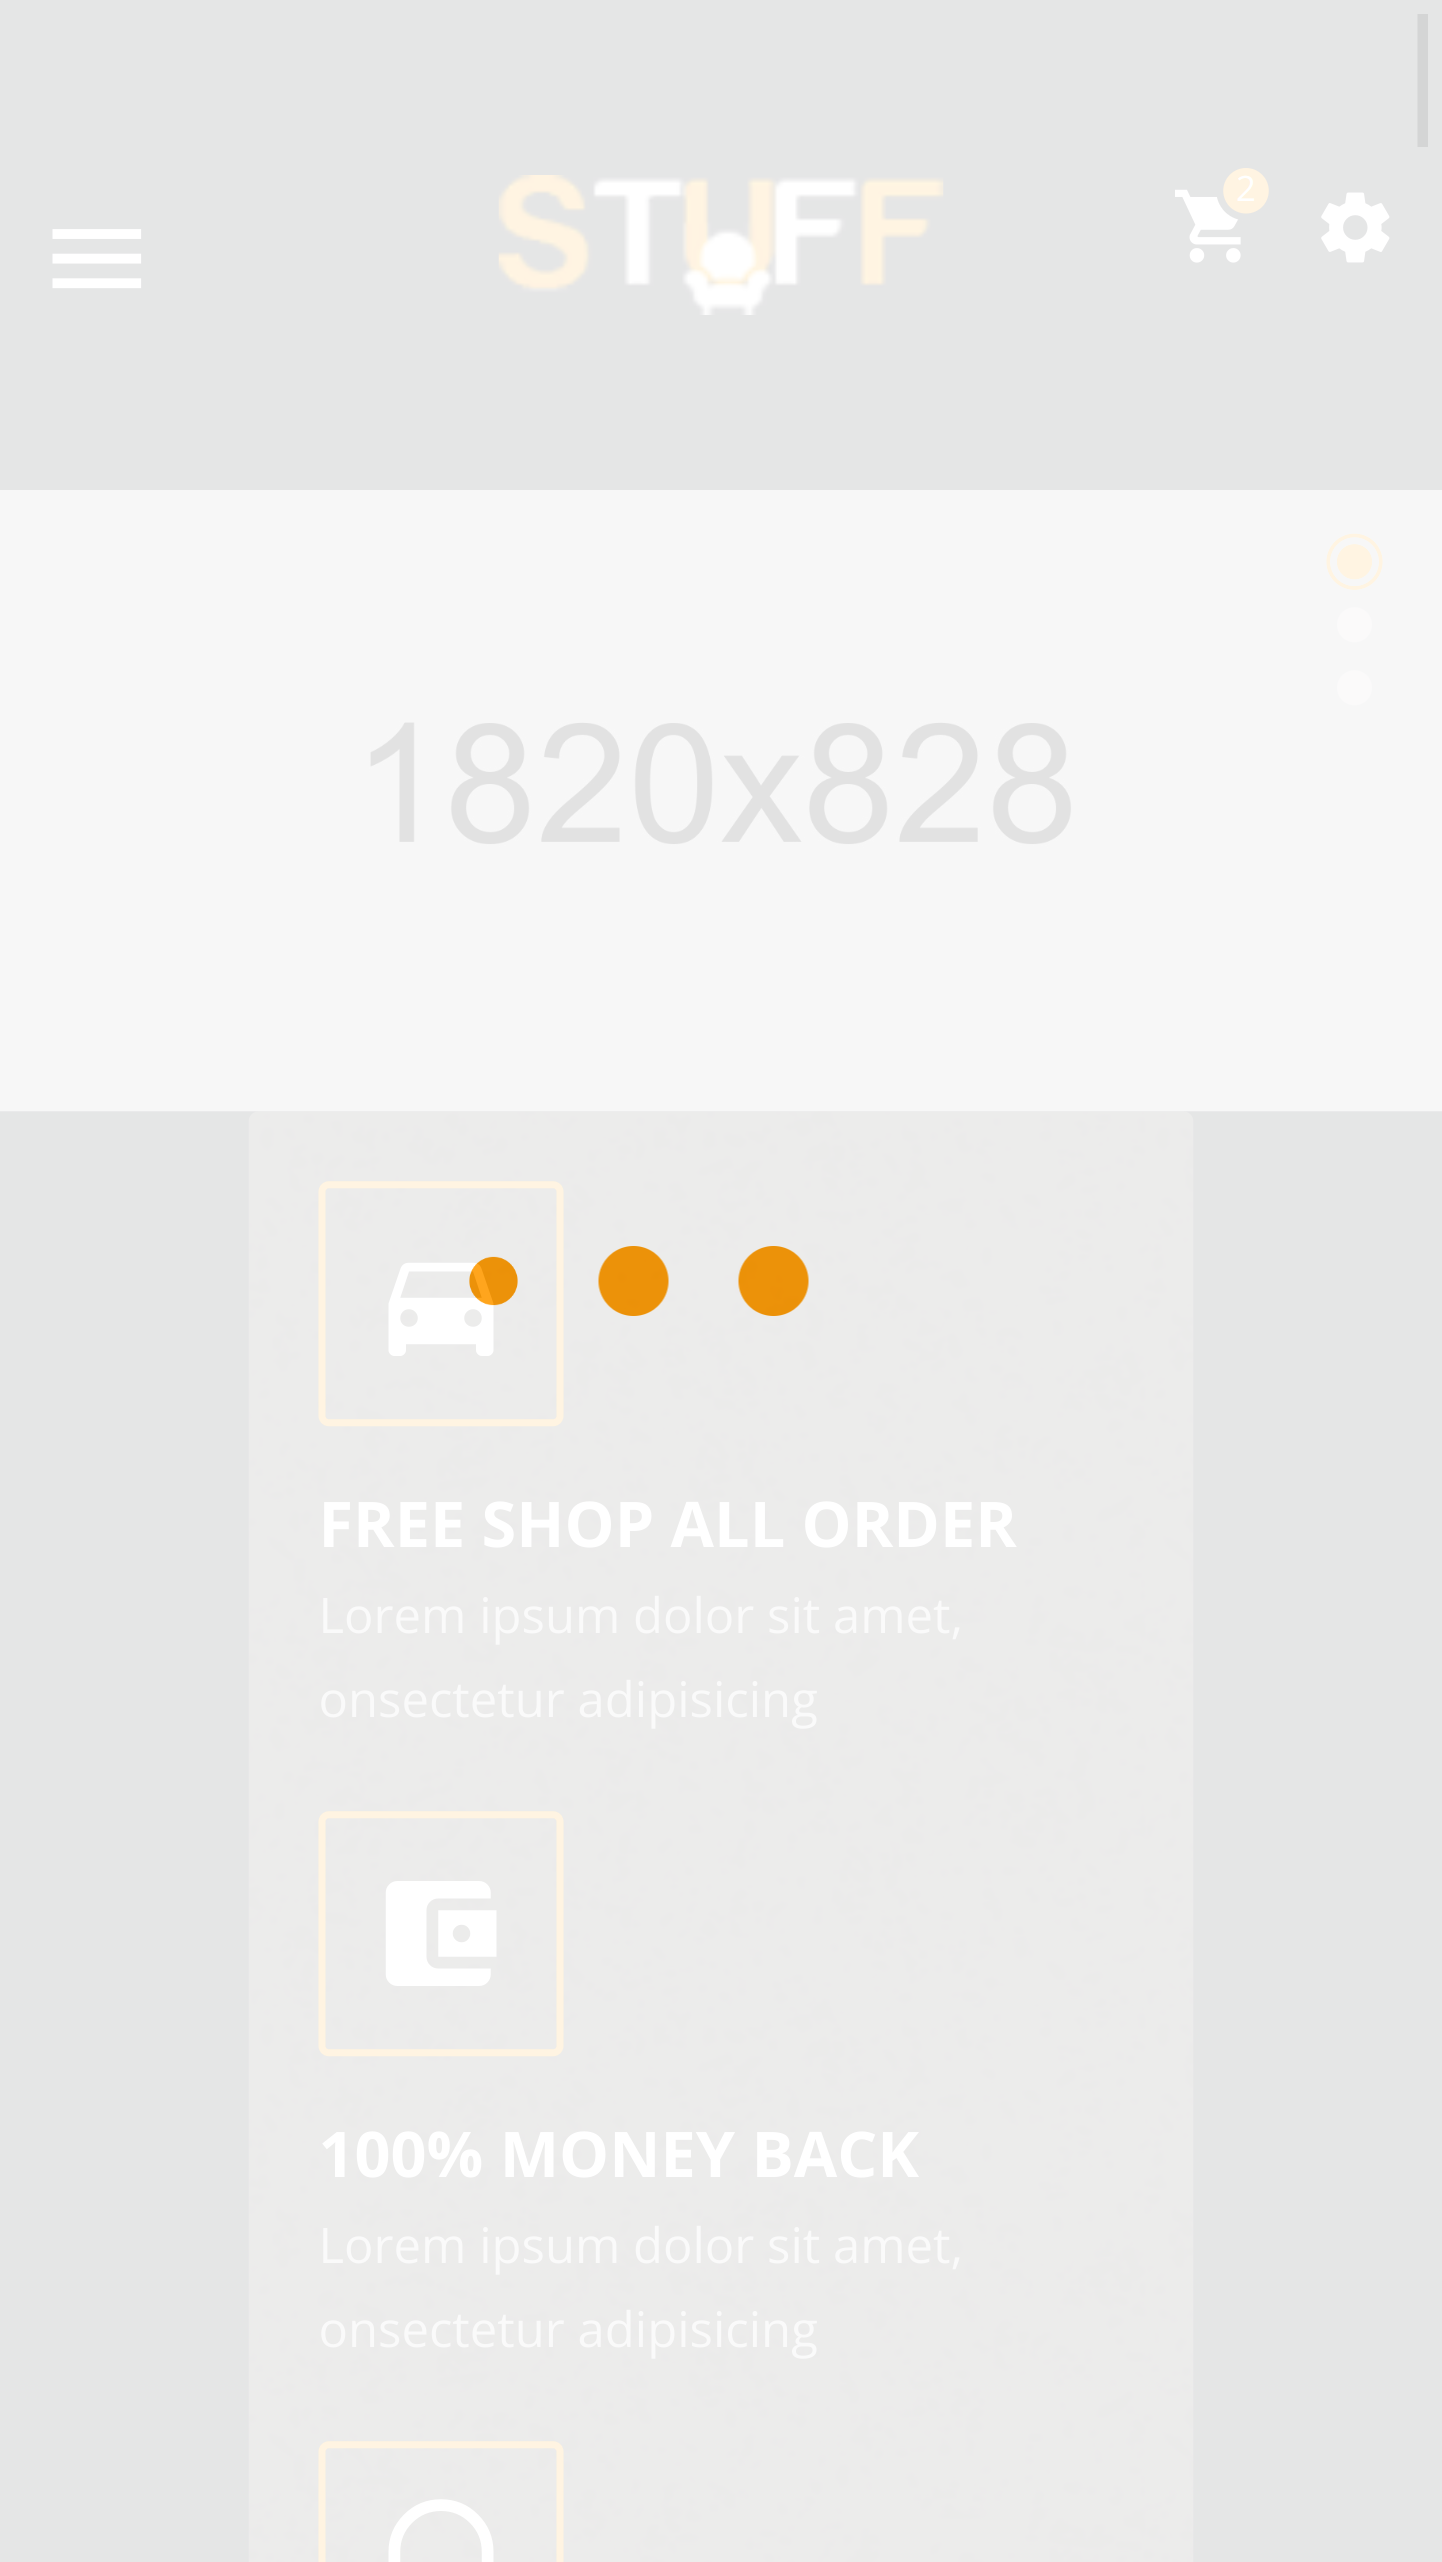 STUFF
2
1820x828
FREE SHOP ALL ORDER
Lorem ipsum dolor sit amet,
onsectetur adipisicing
100% MONEY BACK
Lorem ipsum dolor sit amet,
onsectetur adipisicing